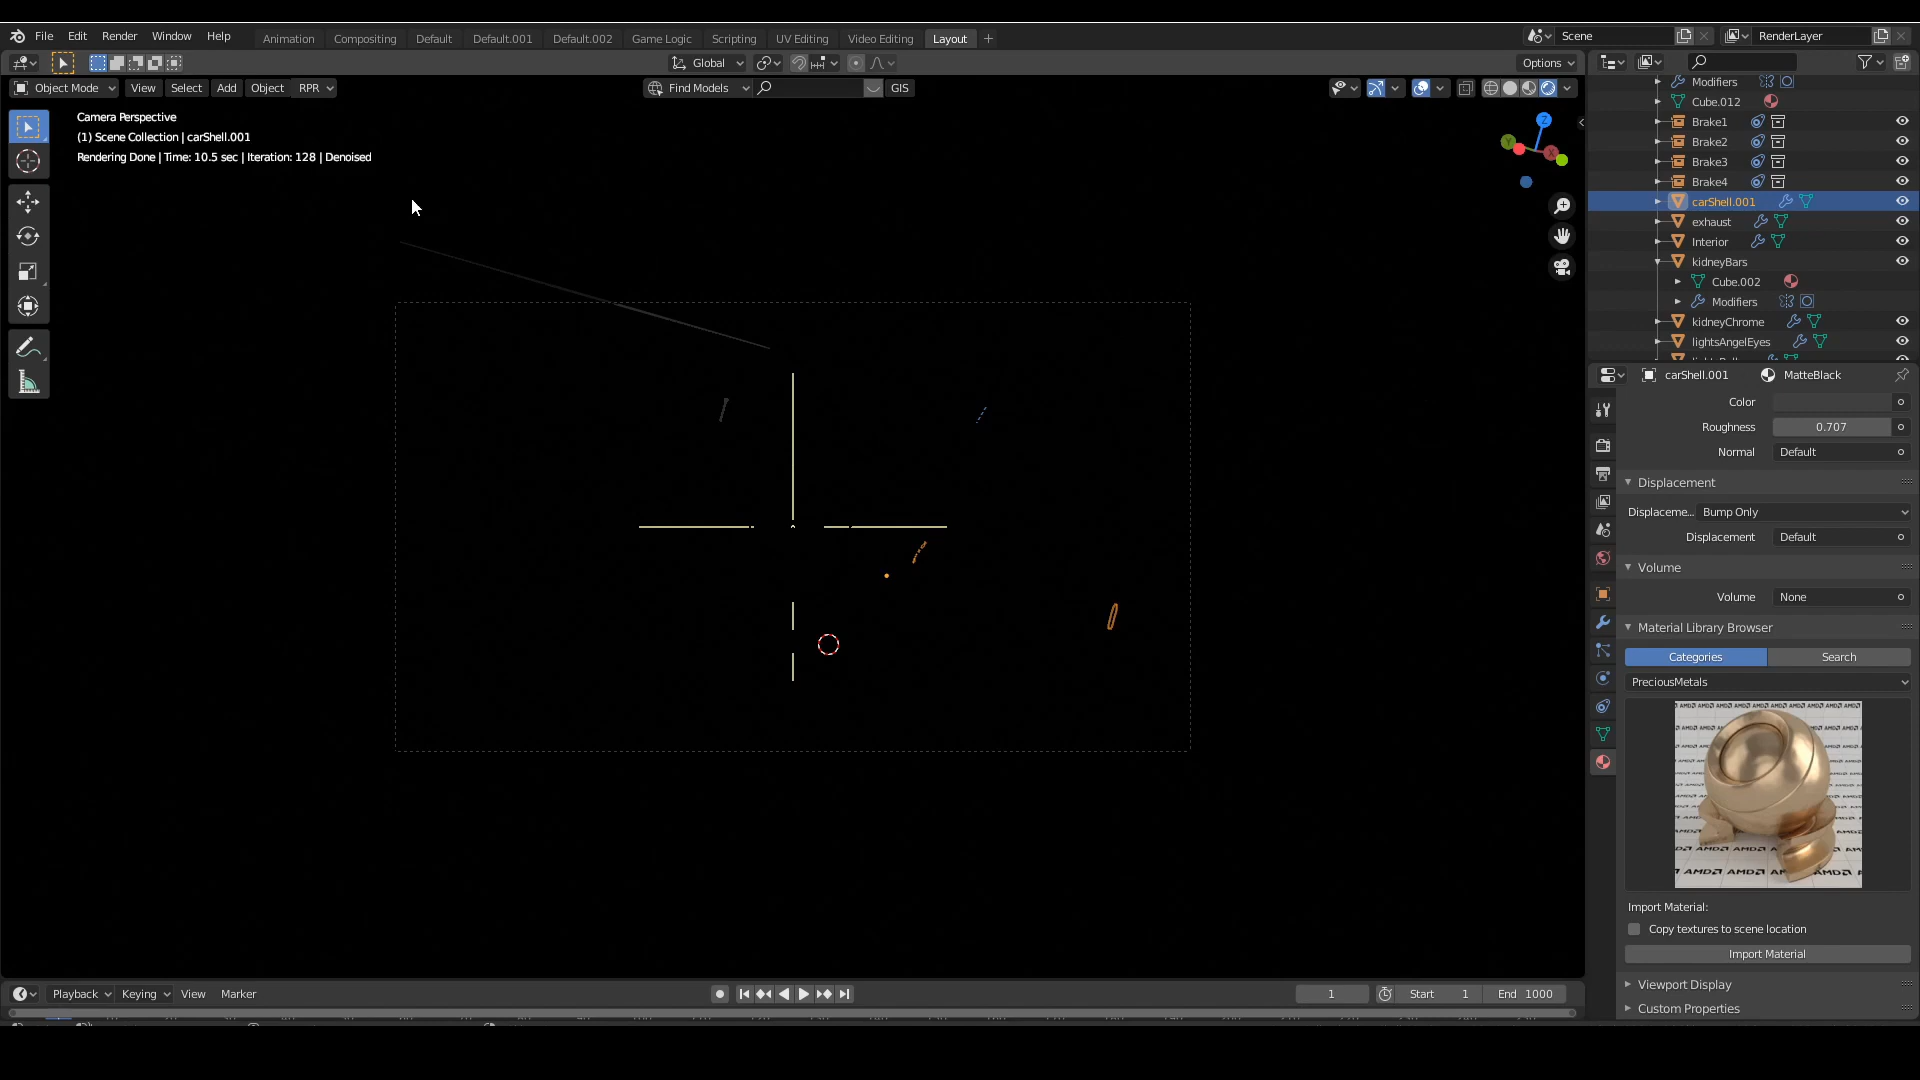 File Edit Render Window Help Animation Compositing Default Default.001 Default.002 Game Logic Scripting UV Editing Video Editing Layout Scene RenderLayer
Global Options
Object Mode View Select Add Object RPR Find Models GIS
Camera Perspective
(1) Scene Collection | carShell.001
Rendering Done | Time: 10.5 sec | Iteration: 128 | Denoised
Z
Y
X
Modifiers
Cube.012
Brake1
Brake2
Brake3
Brake4
carShell.001
exhaust
Interior
kidneyBars
Cube.002
Modifiers
kidneyChrome
lightsAngelEyes
carShell.001 MatteBlack
Color
Roughness 0.707
Normal Default
Displacement
Displaceme... Bump Only
Displacement Default
Volume
Volume None
Material Library Browser
Categories Search
PreciousMetals
Import Material:
Copy textures to scene location
Import Material
Viewport Display
Custom Properties
Playback Keying View Marker 1 Start 1 End 1000